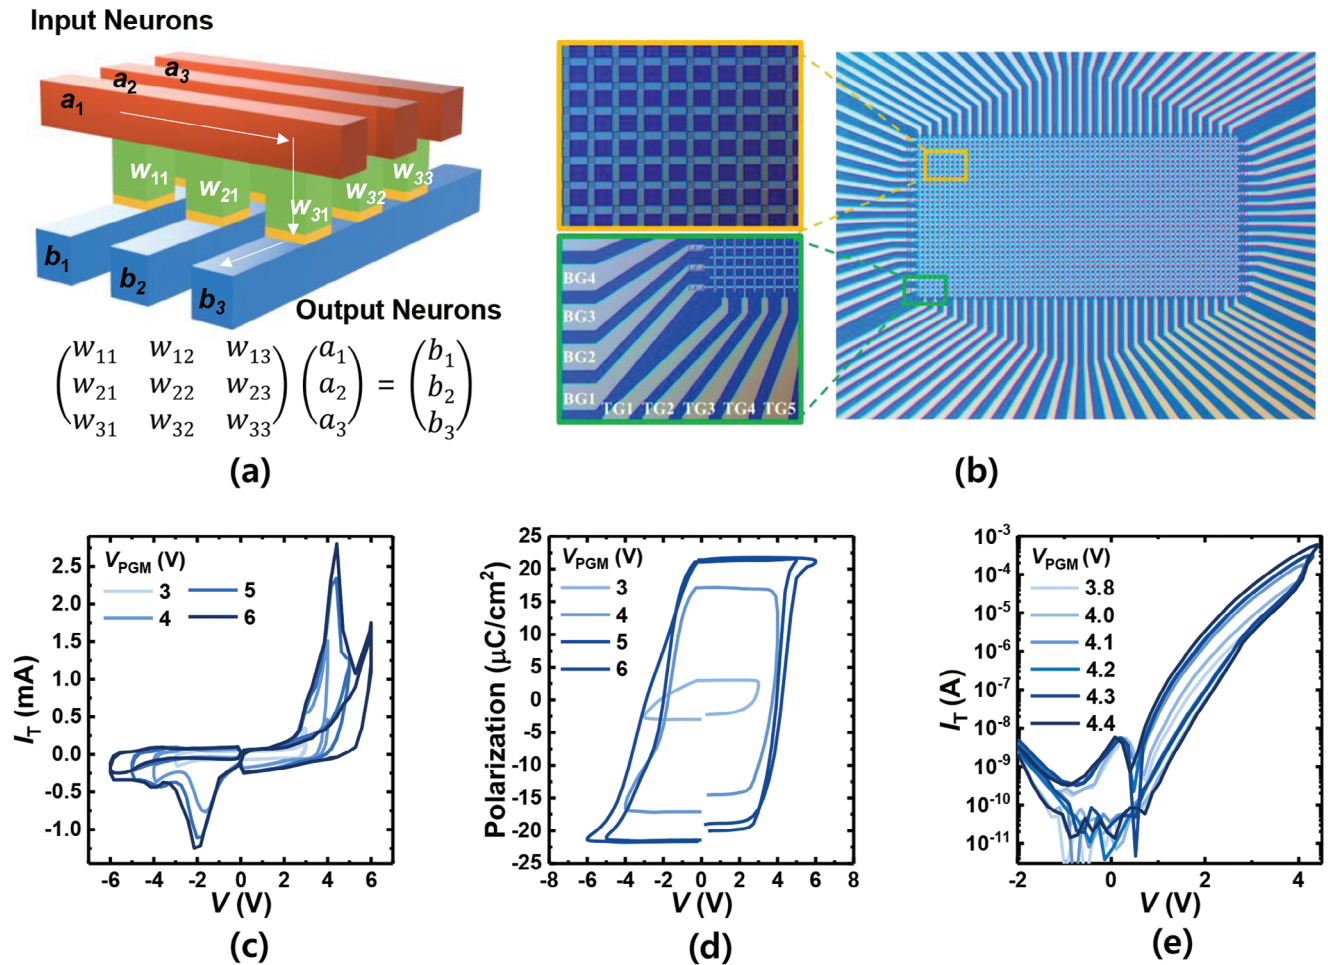 Input Neurons
a3
a2
a1
w11
w21
w31
w32
w33
b1
b2
b3
Output Neurons
w11 w12 w13 a1 b1
w21 w22 w23 a2 = b2
w31 w32 w33 a3 b3
(a)
BG4
BG3
BG2
BG1
TG1 TG2 TG3 TG4 TG5
(b)
VPGM (V)
3 5
4 6
2.5
2.0
1.5
1.0
0.5
0.0
-0.5
-1.0
IT (mA)
-6 -4 -2 0 2 4 6
V (V)
(c)
VPGM (V)
3
4
5
6
25
20
15
10
5
0
-5
-10
-15
-20
-25
Polarization (μC/cm2)
-8 -6 -4 -2 0 2 4 6 8
V (V)
(d)
VPGM (V)
3.8
4.0
4.1
4.2
4.3
4.4
10-3
10-4
10-5
10-6
10-7
10-8
10-9
10-10
10-11
IT (A)
-2 0 2 4
V (V)
(e)